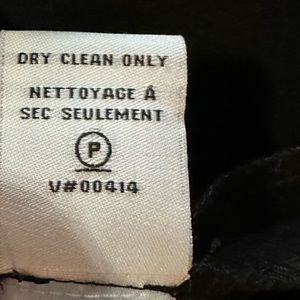 DRY CLEAN ONLY
NETTOYAGE Á
SEC SEULEMENT
P
V#00414